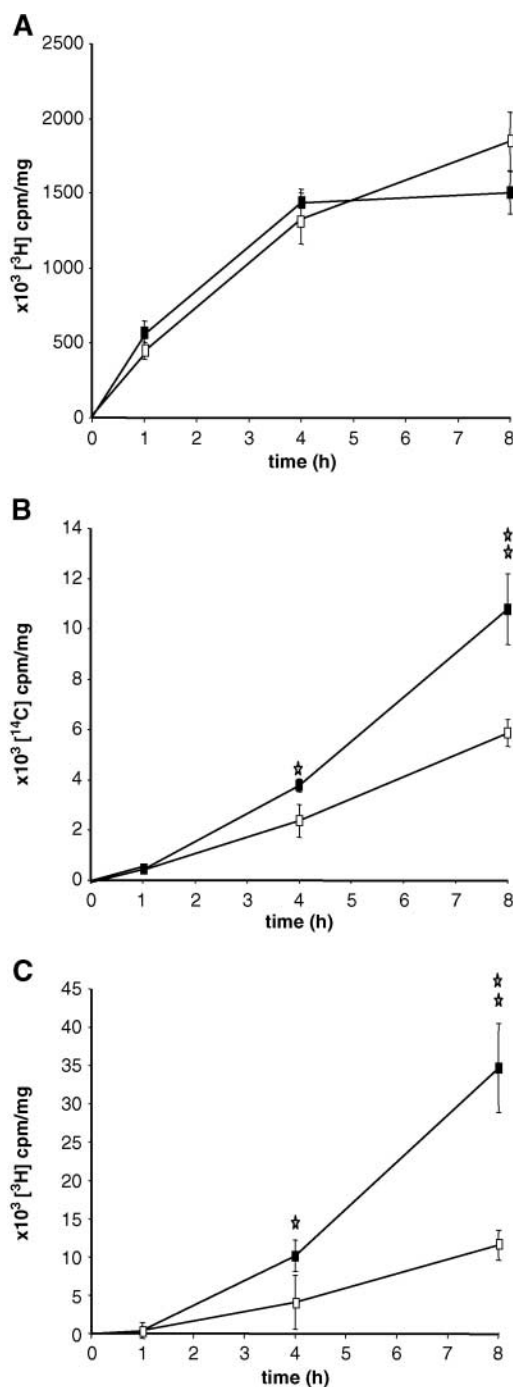 A
2500
2000
1500
1000
500
0
x10³ [³H] cpm/mg
0 1 2 3 4 5 6 7 8
time (h)
B
14
12
10
8
6
4
2
0
x10³ [¹⁴C] cpm/mg
0 1 2 3 4 5 6 7 8
time (h)
C
45
40
35
30
25
20
15
10
5
0
x10³ [³H] cpm/mg
0 1 2 3 4 5 6 7 8
time (h)